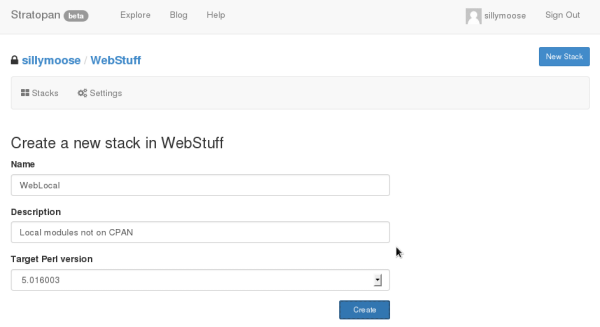 Stratopan beta Explore Blog Help sillymoose Sign Out
sillymoose / WebStuff New Stack
Stacks Settings
Create a new stack in WebStuff
Name
WebLocal
Description
Local modules not on CPAN
Target Perl version
5.016003
Create